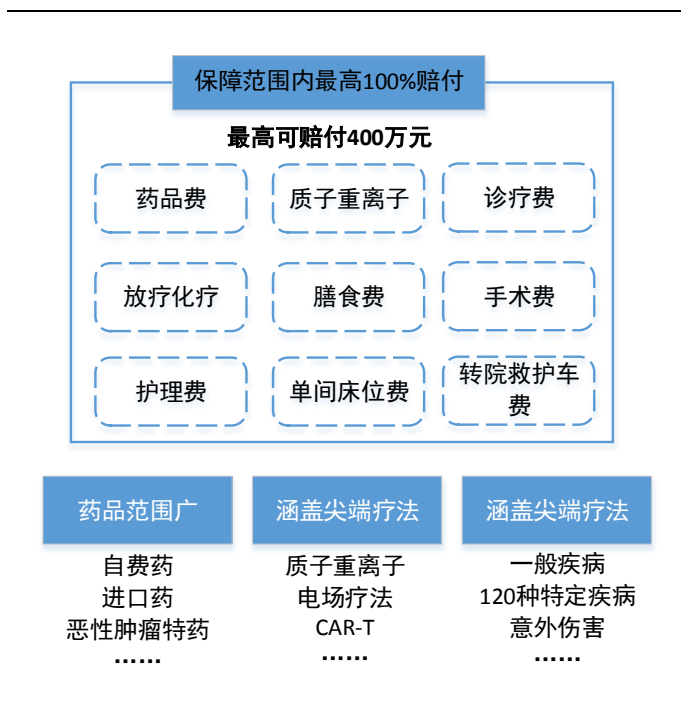 保障范围内最高100%赔付
最高可赔付400万元
药品费
质子重离子
诊疗费
放疗化疗
膳食费
手术费
护理费
单间床位费
转院救护车
费
药品范围广
涵盖尖端疗法
涵盖尖端疗法
自费药
质子重离子
一般疾病
进口药
电场疗法
120种特定疾病
恶性肿瘤特药
CAR-T
意外伤害
……
……
……